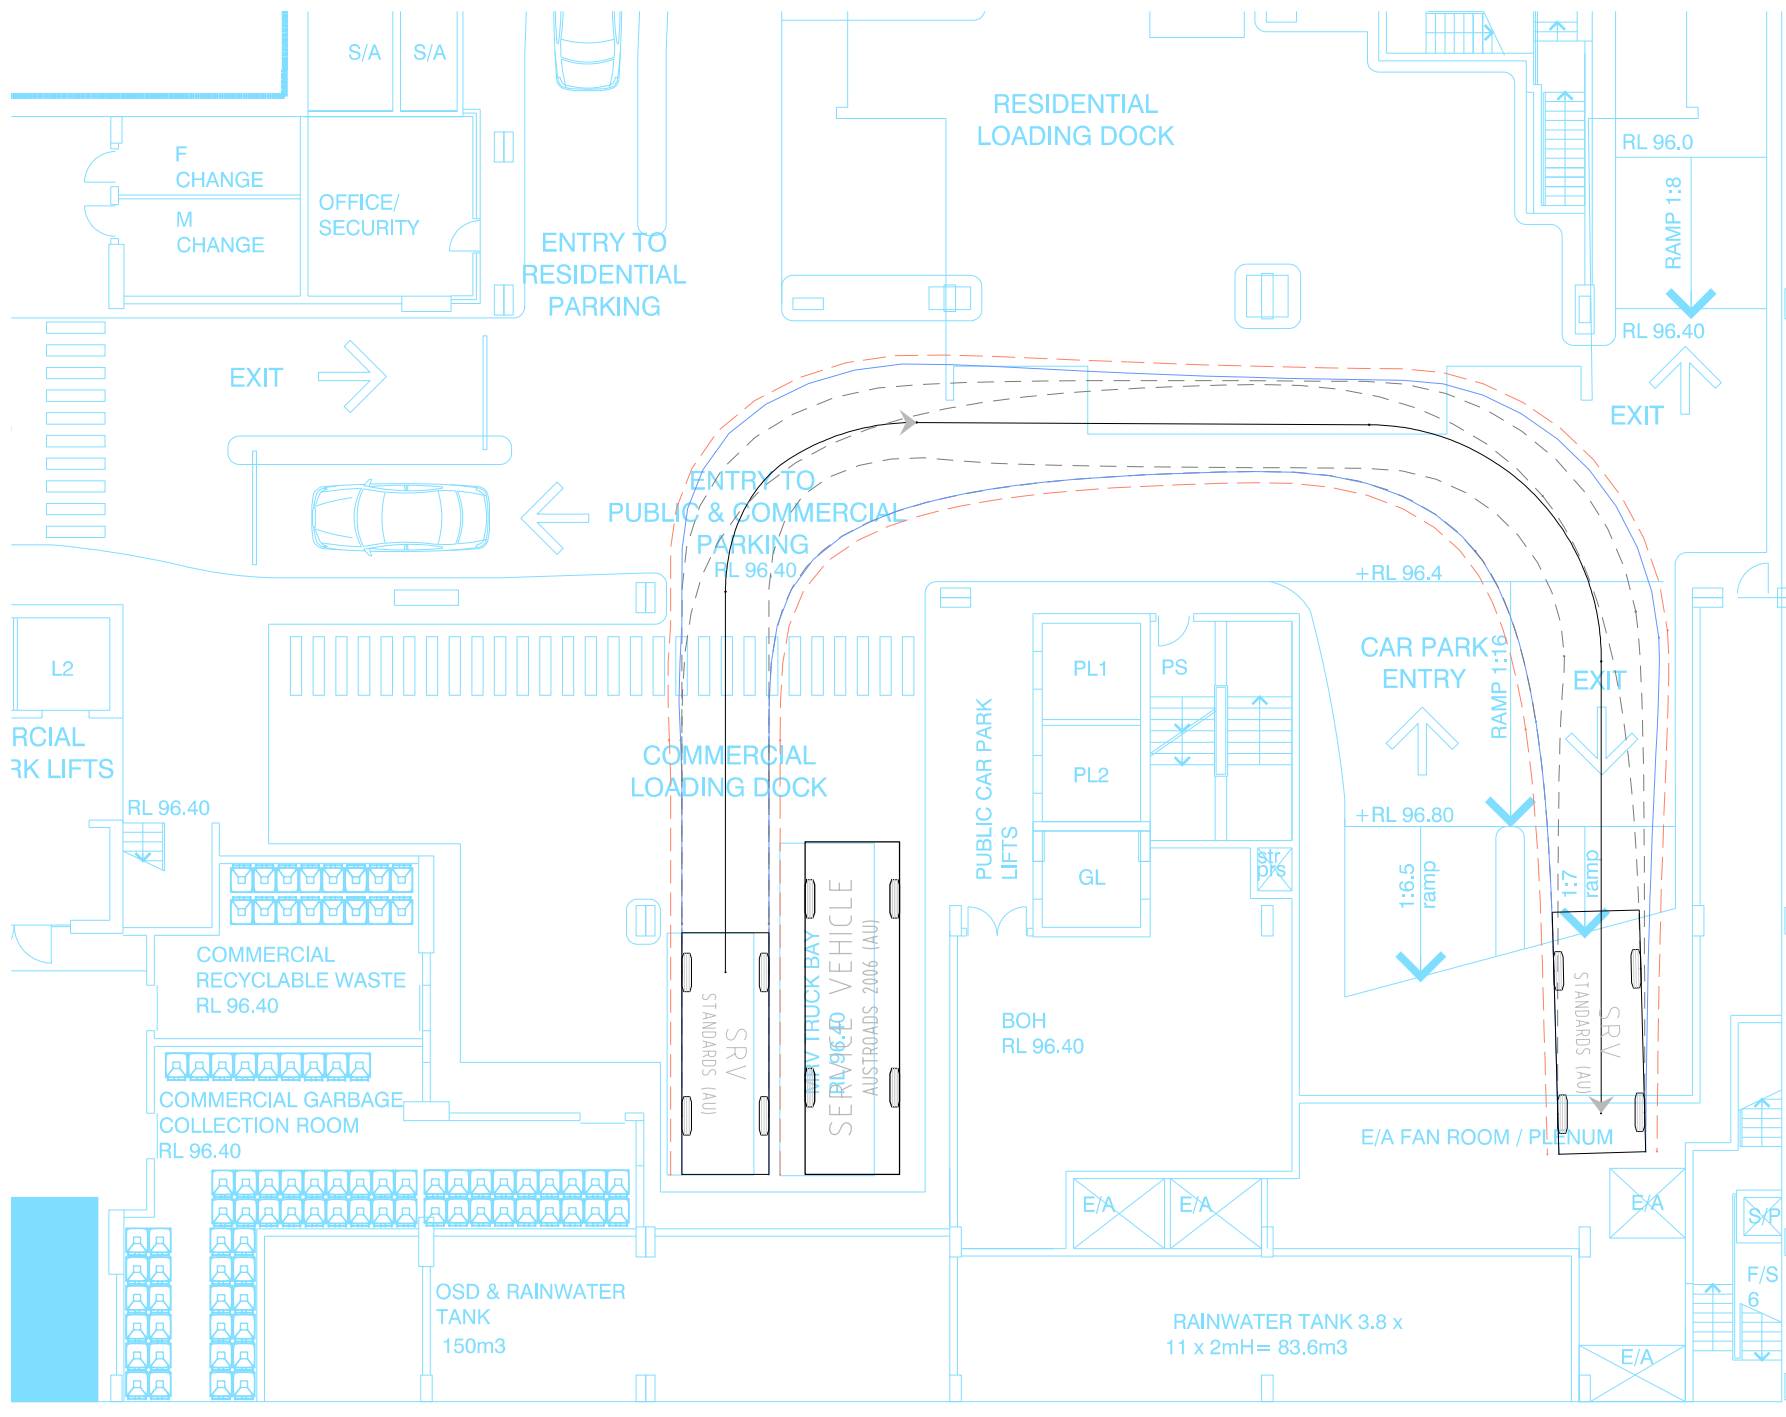 S/A
S/A
RESIDENTIAL
LOADING DOCK
F
CHANGE
M
CHANGE
OFFICE/
SECURITY
RL 96.0
RAMP 1:8
RL 96.40
ENTRY TO
RESIDENTIAL
PARKING
EXIT
EXIT
ENTRY TO
PUBLIC & COMMERCIAL
PARKING
RL 96.40
+RL 96.4
L2
RCIAL
RK LIFTS
PL1
PS
PL2
GL
PUBLIC CAR PARK
LIFTS
CAR PARK
ENTRY
RAMP 1:16
EXIT
COMMERCIAL
LOADING DOCK
RL 96.40
+RL 96.80
str
prs
1:6.5
ramp
1:7
ramp
COMMERCIAL
RECYCLABLE WASTE
RL 96.40
SRV
STANDARDS (AU)
MRV TRUCK BAY
RL 96.40
SERVICE VEHICLE
AUSTROADS 2006 (AU)
BOH
RL 96.40
SRV
STANDARDS (AU)
COMMERCIAL GARBAGE
COLLECTION ROOM
RL 96.40
E/A FAN ROOM / PLENUM
E/A
E/A
E/A
S/P
F/S
6
OSD & RAINWATER
TANK
150m3
RAINWATER TANK 3.8 x
11 x 2mH= 83.6m3
E/A